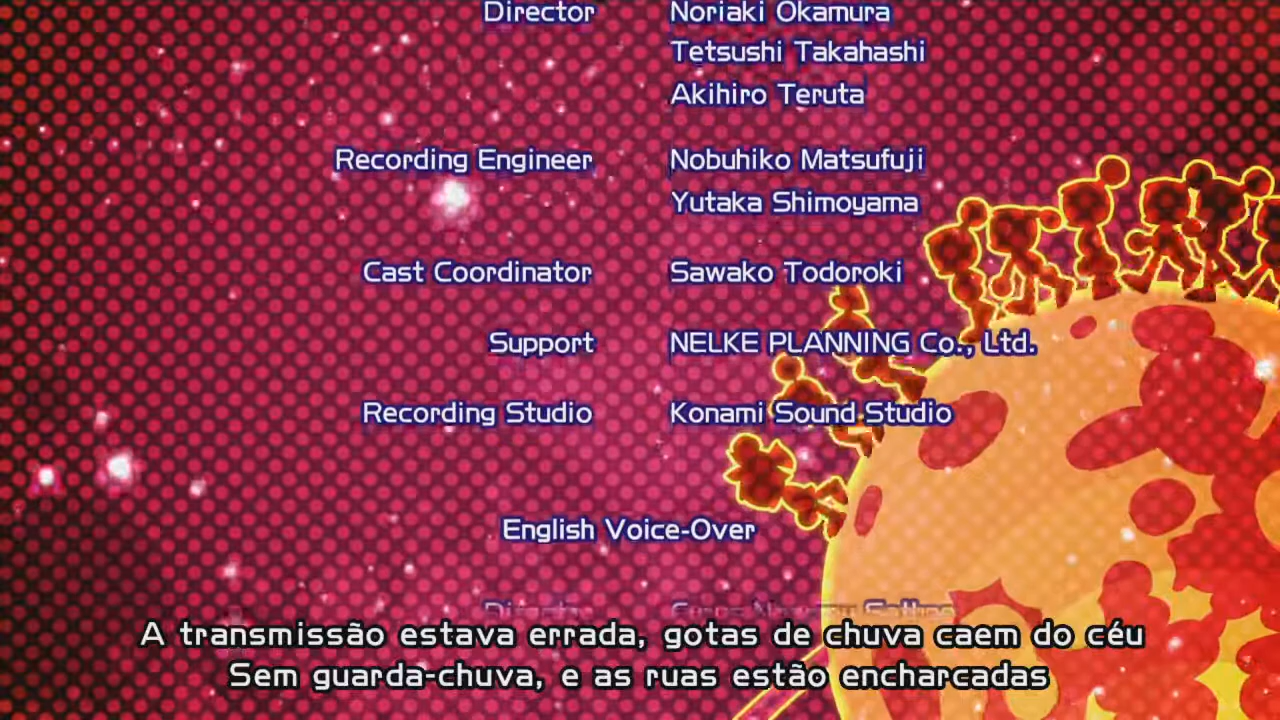 Director Noriaki Okamura
Tetsushi Takahashi
Akihiro Teruta
Recording Engineer Nobuhiko Matsufuji
Yutaka Shimoyama
Cast Coordinator Sawako Todoroki
Support NELKE PLANNING Co., Ltd.
Recording Studio Konami Sound Studio
English Voice-Over
Director
A transmissão estava errada, gotas de chuva caem do céu
Sem guarda-chuva, e as ruas estão encharcadas